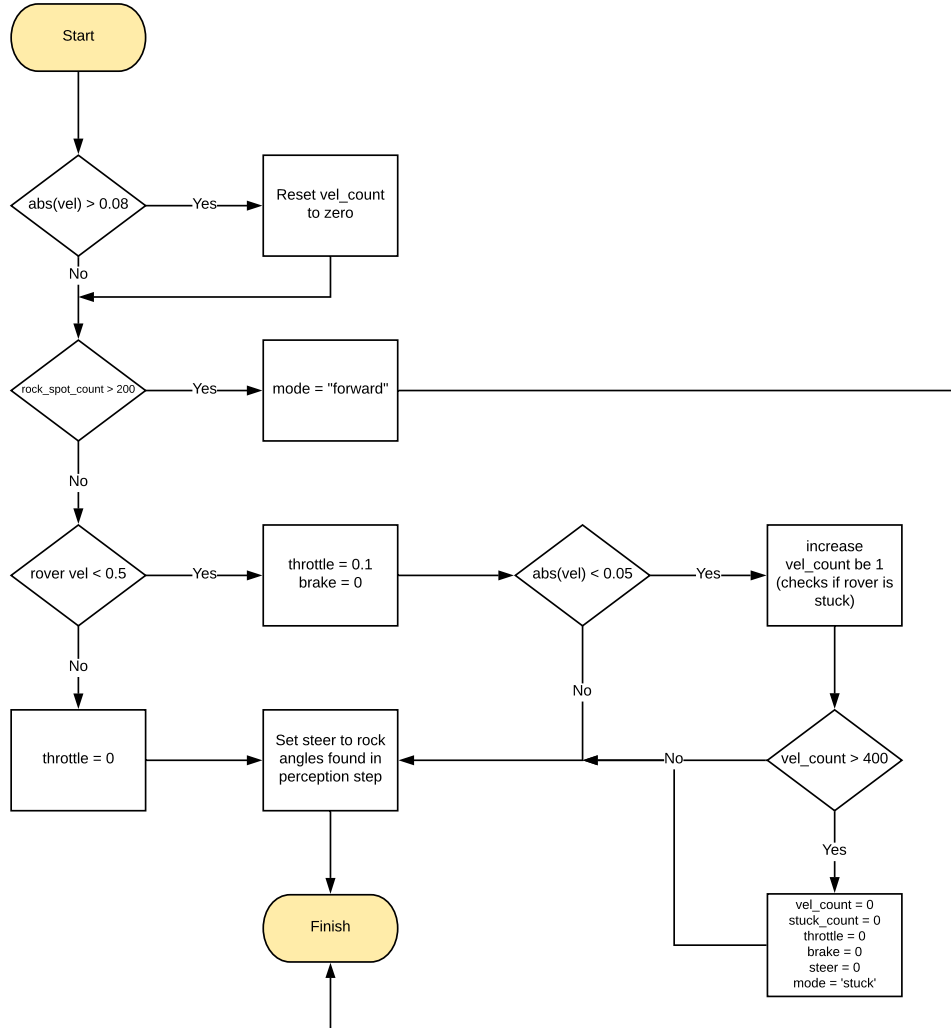 Start
abs(vel) > 0.08
Yes
Reset vel_count
to zero
No
rock_spot_count > 200
Yes
mode = "forward"
No
rover vel < 0.5
Yes
throttle = 0.1
brake = 0
abs(vel) < 0.05
Yes
increase
vel_count be 1
(checks if rover is
stuck)
No
No
throttle = 0
Set steer to rock
angles found in
perception step
No
vel_count > 400
Yes
Finish
vel_count = 0
stuck_count = 0
throttle = 0
brake = 0
steer = 0
mode = 'stuck'